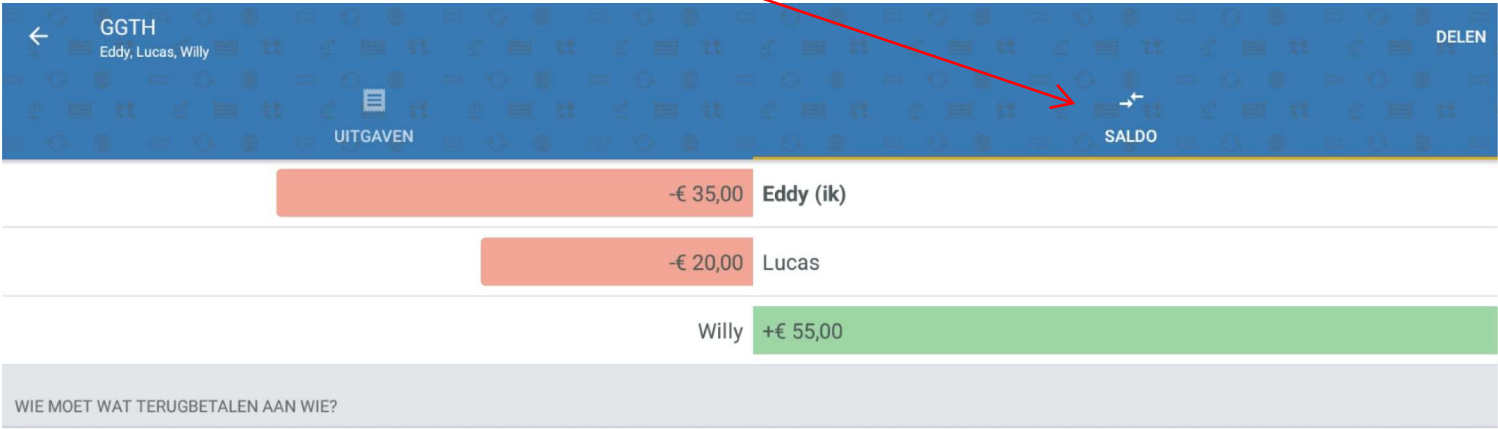 GGTH
Eddy, Lucas, Willy
DELEN
UITGAVEN
SALDO
-€ 35,00 Eddy (ik)
-€ 20,00 Lucas
Willy +€ 55,00
WIE MOET WAT TERUGBETALEN AAN WIE?